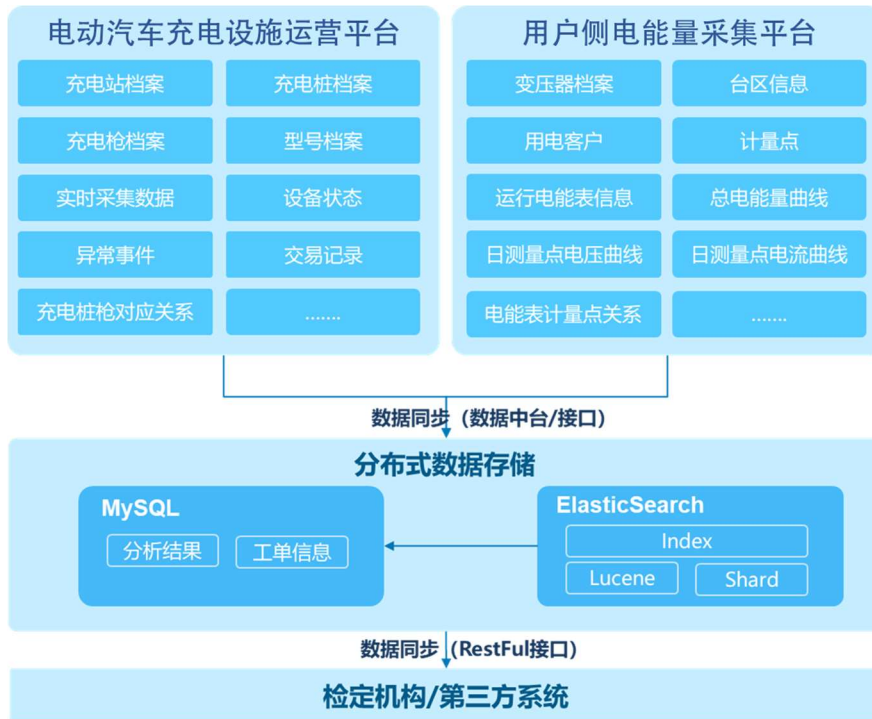 电动汽车充电设施运营平台
充电站档案
充电桩档案
充电枪档案
型号档案
实时采集数据
设备状态
异常事件
交易记录
充电桩枪对应关系
.......
用户侧电能量采集平台
变压器档案
台区信息
用电客户
计量点
运行电能表信息
总电能量曲线
日测量点电压曲线
日测量点电流曲线
电能表计量点关系
.......
数据同步（数据中台/接口）
分布式数据存储
MySQL
分析结果
工单信息
ElasticSearch
Index
Lucene
Shard
数据同步（RestFul接口）
检定机构/第三方系统